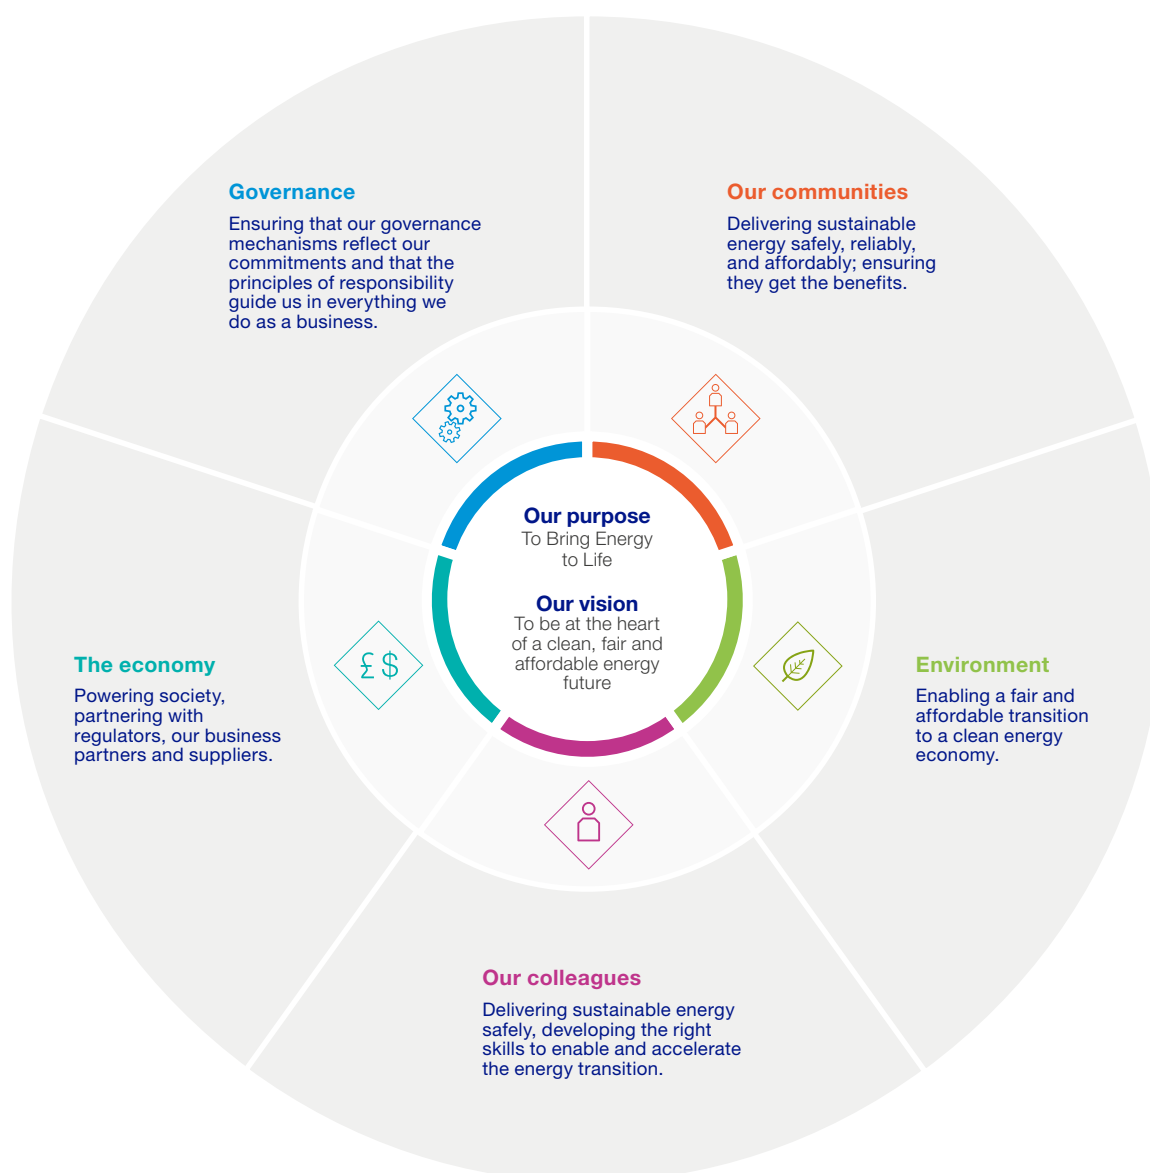 Governance
Ensuring that our governance
mechanisms reflect our
commitments and that the
principles of responsibility
guide us in everything we
do as a business.
Our communities
Delivering sustainable
energy safely, reliably,
and affordably; ensuring
they get the benefits.
Our purpose
To Bring Energy
to Life
Our vision
To be at the heart
of a clean, fair and
affordable energy
future
The economy
Powering society,
partnering with
regulators, our business
partners and suppliers.
£ $
Environment
Enabling a fair and
affordable transition
to a clean energy
economy.
Our colleagues
Delivering sustainable energy
safely, developing the right
skills to enable and accelerate
the energy transition.